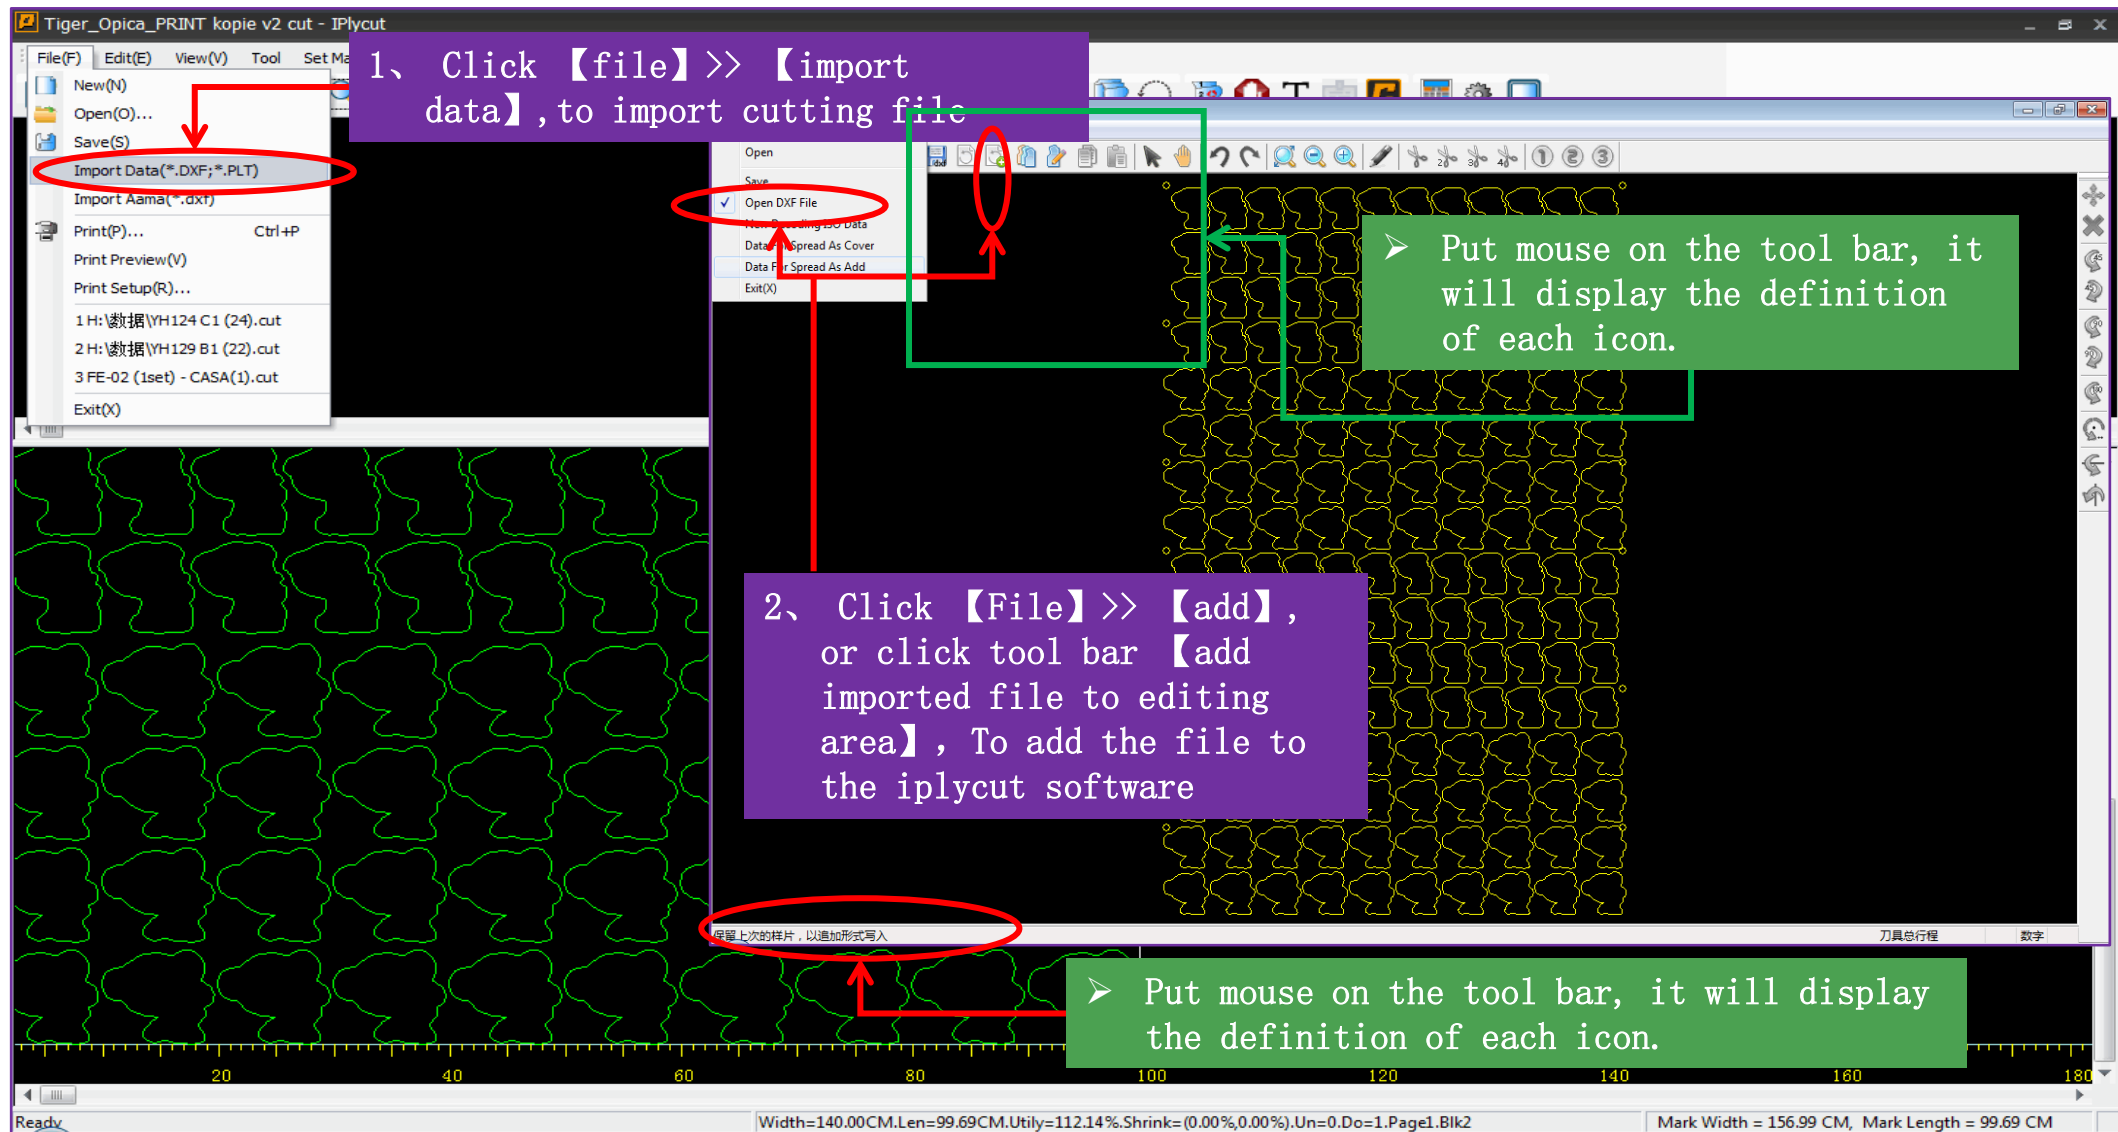 Tiger_Opica_PRINT kopie v2 cut - IPlycut
File(F) Edit(E) View(V) Tool Set Ma
New(N)
Open(O)...
Save(S)
Import Data(*.DXF;*.PLT)
Import Aama(*.dxf)
Print(P)... Ctrl+P
Print Preview(V)
Print Setup(R)...
1 H:\数据\YH124 C1 (24).cut
2 H:\数据\YH129 B1 (22).cut
3 FE-02 (1set) - CASA(1).cut
Exit(X)
1、 Click 【file】>> 【import
data】,to import cutting file
Open
Save
Open DXF File
Data For Spread As Cover
Data For Spread As Add
Exit(X)
➢ Put mouse on the tool bar, it
will display the definition
of each icon.
2、 Click 【File】>> 【add】,
or click tool bar 【add
imported file to editing
area】, To add the file to
the iplycut software
保留上次的样片，以追加形式写入
刀具总行程 数字
➢ Put mouse on the tool bar, it will display
the definition of each icon.
20 40 60 80 100 120 140 160 180
Ready
Width=140.00CM.Len=99.69CM.Utily=112.14%.Shrink=(0.00%,0.00%).Un=0.Do=1.Page1.Blk2
Mark Width = 156.99 CM, Mark Length = 99.69 CM